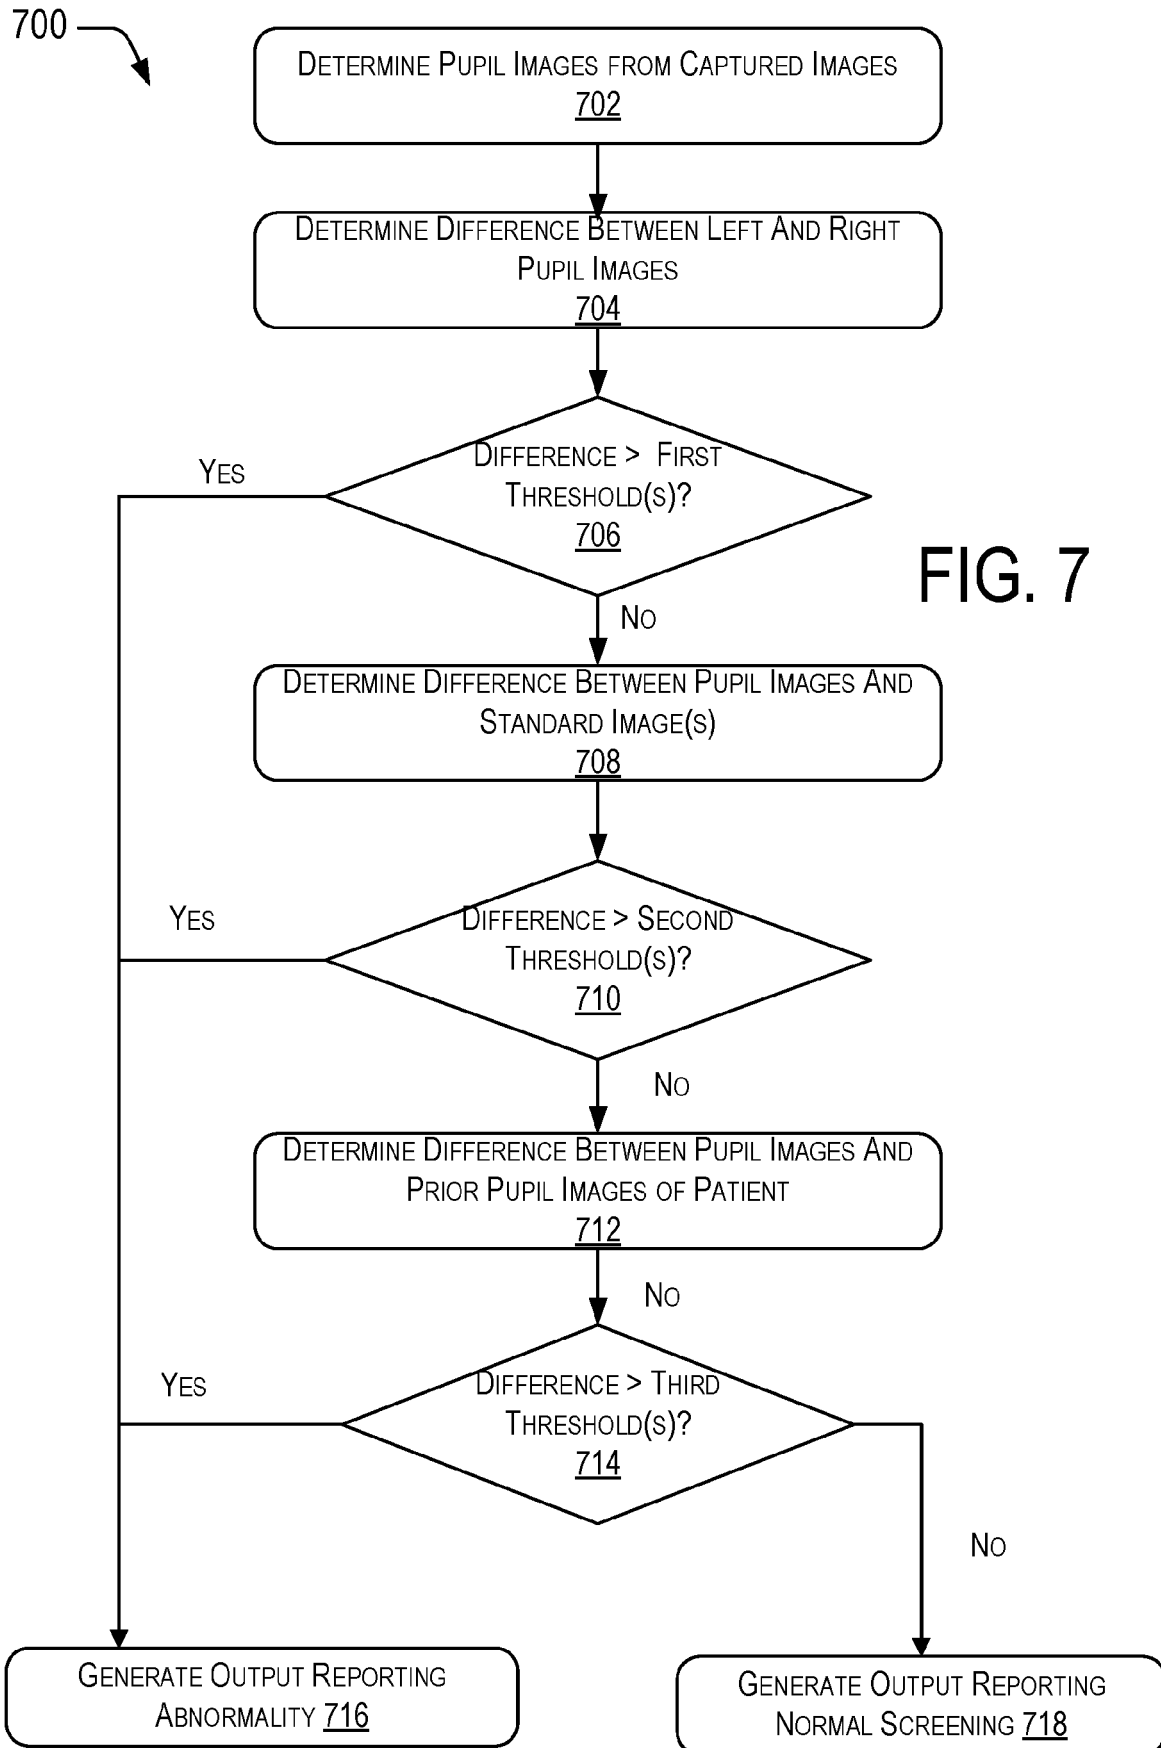 700
DETERMINE PUPIL IMAGES FROM CAPTURED IMAGES
702
DETERMINE DIFFERENCE BETWEEN LEFT AND RIGHT
PUPIL IMAGES
704
DIFFERENCE > FIRST
THRESHOLD(S)?
706
YES
NO
FIG. 7
DETERMINE DIFFERENCE BETWEEN PUPIL IMAGES AND
STANDARD IMAGE(S)
708
DIFFERENCE > SECOND
THRESHOLD(S)?
710
YES
NO
DETERMINE DIFFERENCE BETWEEN PUPIL IMAGES AND
PRIOR PUPIL IMAGES OF PATIENT
712
NO
DIFFERENCE > THIRD
THRESHOLD(S)?
714
YES
NO
GENERATE OUTPUT REPORTING
ABNORMALITY 716
GENERATE OUTPUT REPORTING
NORMAL SCREENING 718